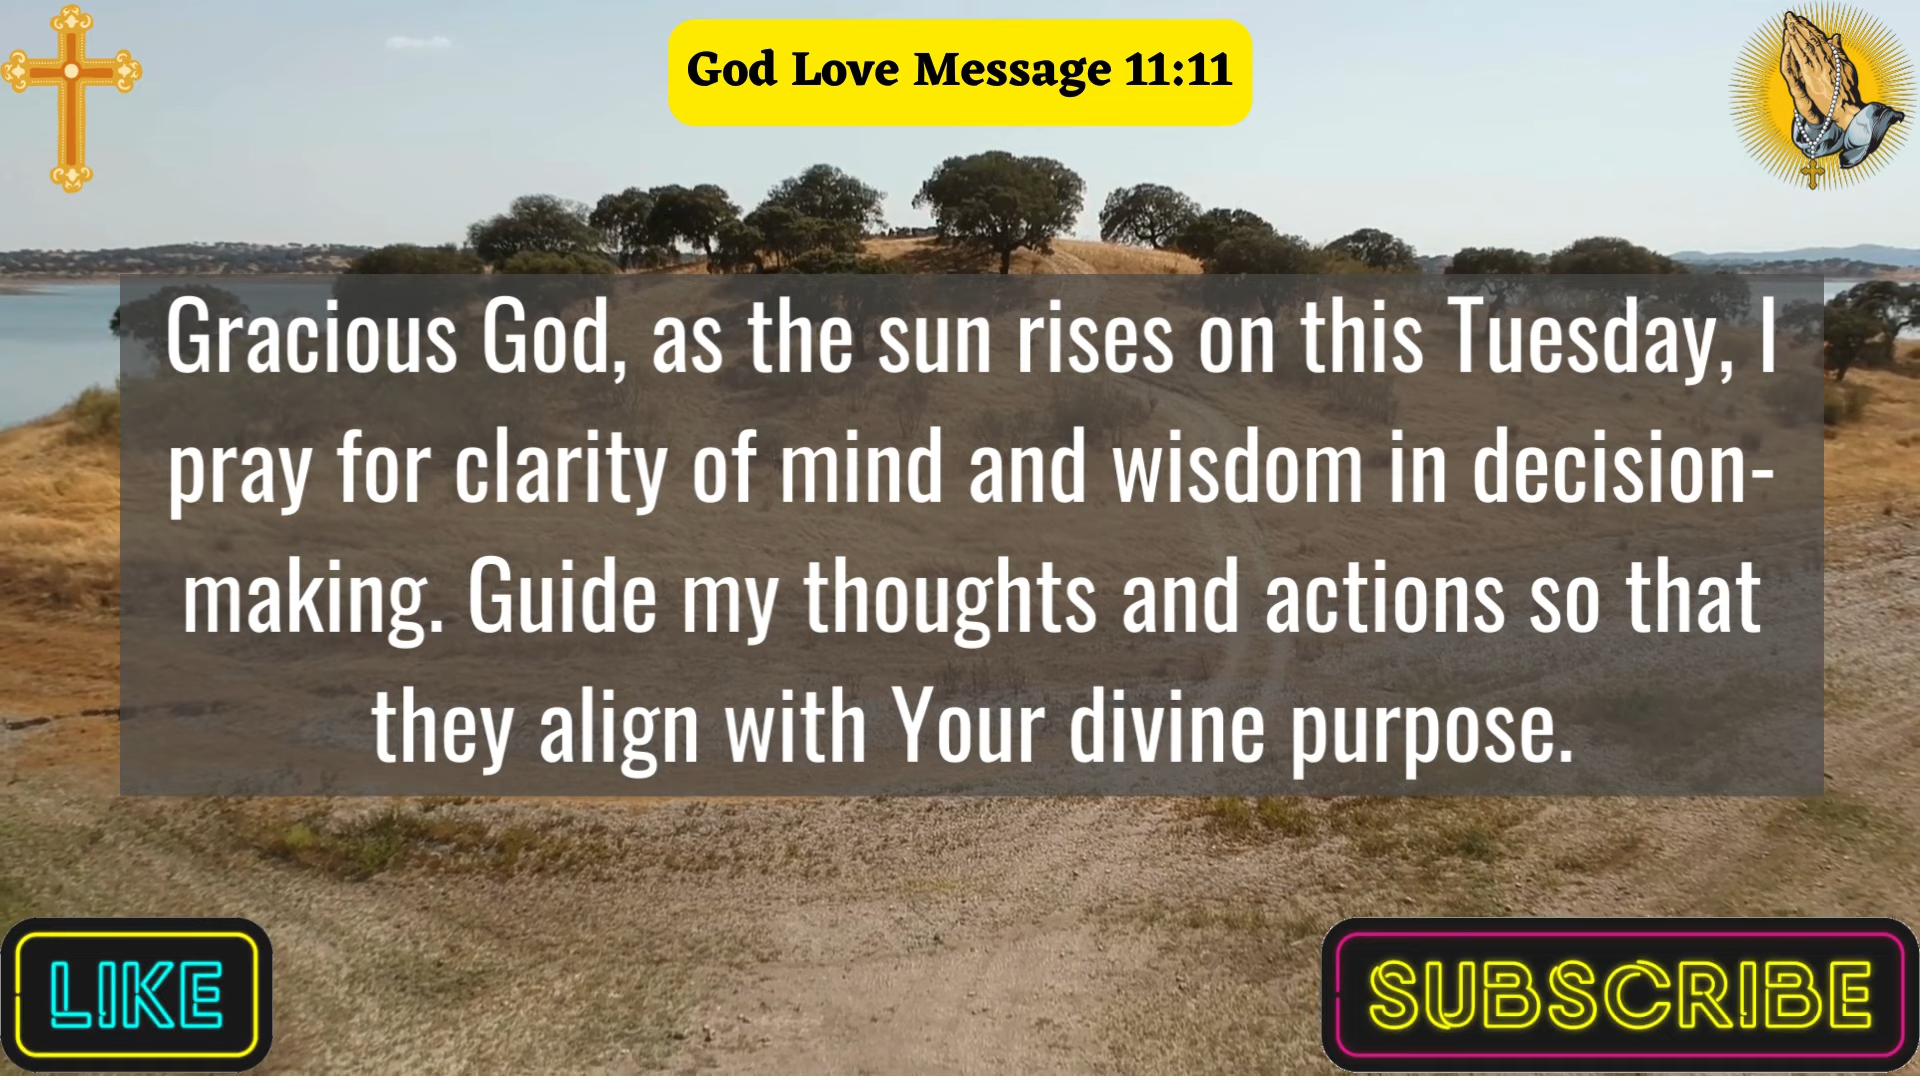 God Love Message 11:11
Gracious God, as the sun rises on this Tuesday, I
pray for clarity of mind and wisdom in decision-
making. Guide my thoughts and actions so that
they align with Your divine purpose.
LIKE
SUBSCRIBE